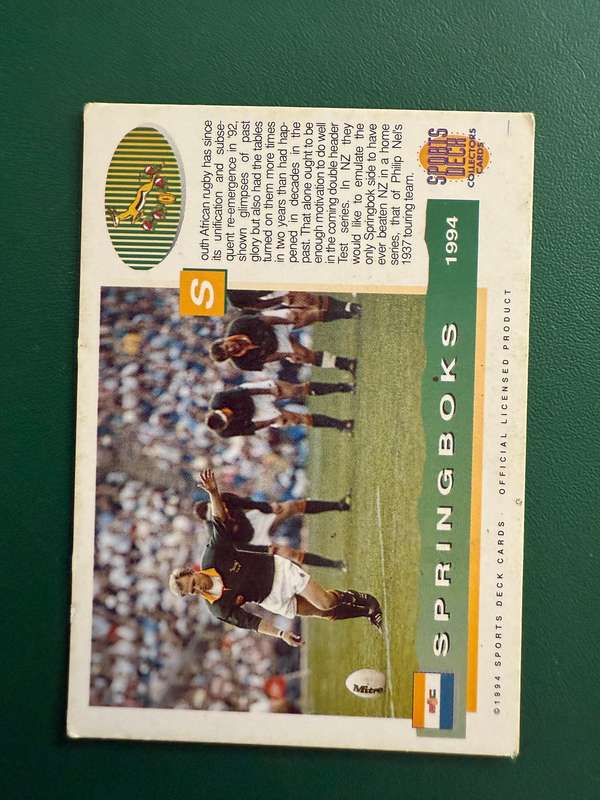 South African rugby has since
its unification and subse-
quent re-emergence in '92,
shown glimpses of past
glory but also had the tables
turned on them more times
in two years than had hap-
pened in decades in the
past. That alone ought to be
enough motivation to do well
in the coming double header
Test series. In NZ they
would like to emulate the
only Springbok side to have
ever beaten NZ in a home
series, that of Philip Nel's
1937 touring team.
Mitre
SPRINGBOKS 1994
SPORTS
DECK
COLLECTORS
CARDS
©1994 SPORTS DECK CARDS · OFFICIAL LICENSED PRODUCT